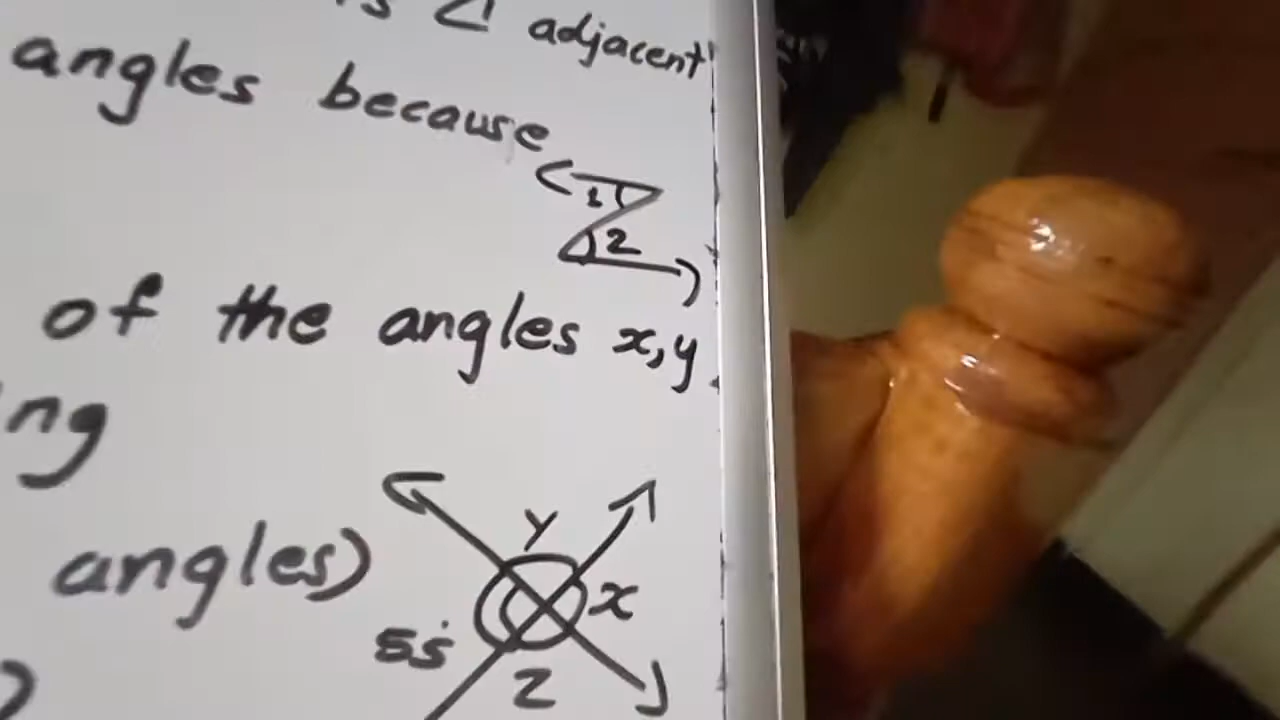 adjacent
angles because
1
2
of the angles x,y
ng
angles)
y
x
55
z